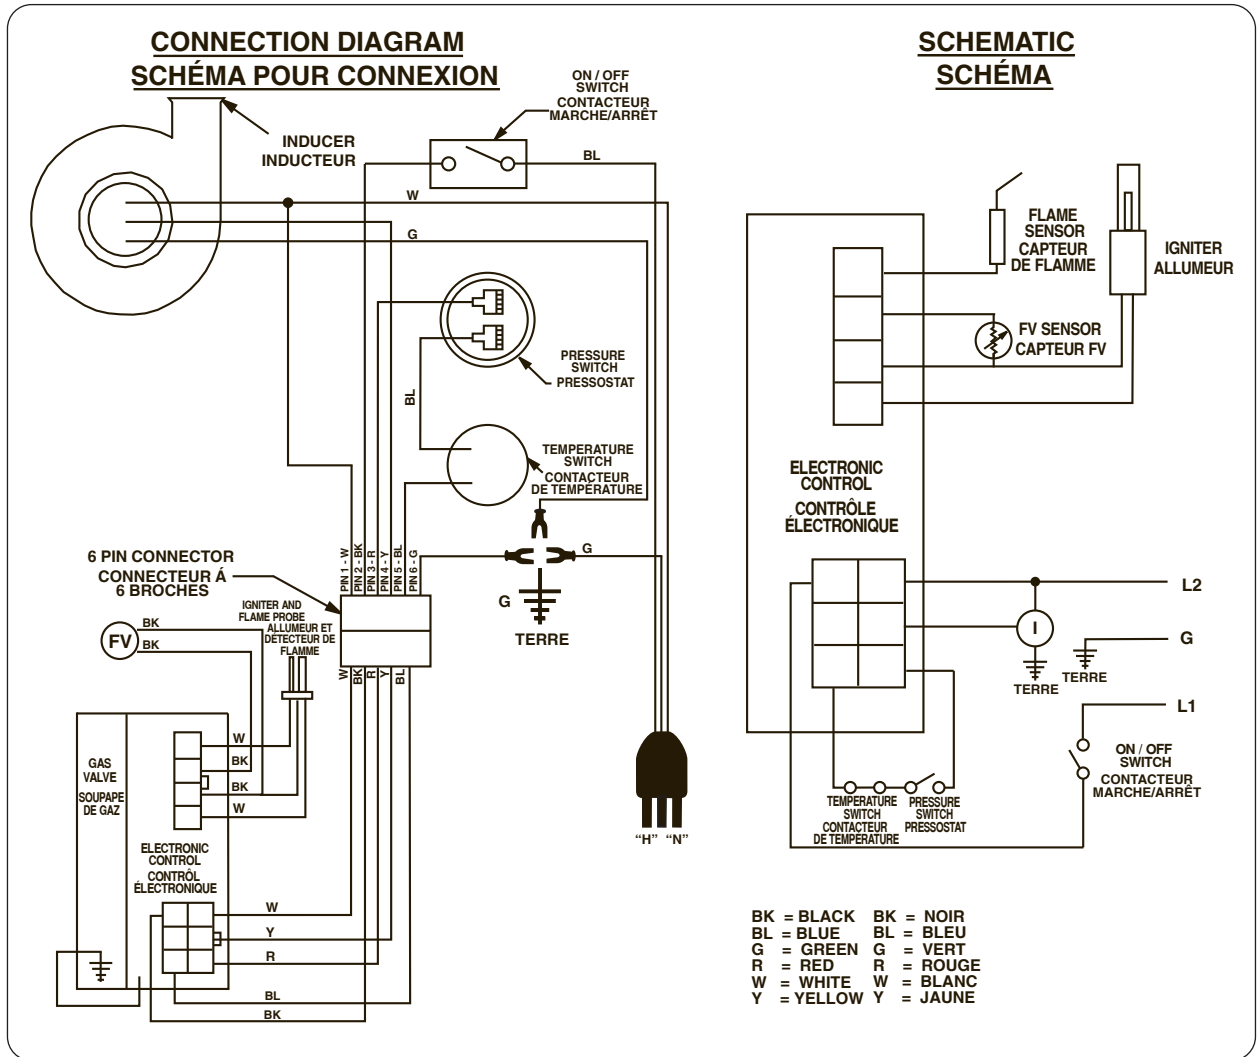 CONNECTION DIAGRAM
SCHÉMA POUR CONNEXION
ON / OFF
SWITCH
CONTACTEUR
MARCHE/ARRÊT
INDUCER
INDUCTEUR
BL
W
G
PRESSURE
SWITCH
PRESSOSTAT
BL
TEMPERATURE
SWITCH
CONTACTEUR
DE TEMPÉRATURE
6 PIN CONNECTOR
CONNECTEUR Á
6 BROCHES
PIN 1 - W
PIN 2 - BK
PIN 3 - R
PIN 4 - Y
PIN 5 - BL
PIN 6 - G
G
G
TERRE
IGNITER AND
FLAME PROBE
ALLUMEUR ET
DÉTECTEUR DE
FLAMME
FV
BK
BK
W
BK
R
Y
BL
GAS
VALVE
SOUPAPE
DE GAZ
W
BK
BK
W
ELECTRONIC
CONTROL
CONTRÔL
ÉLECTRONIQUE
W
Y
R
BL
BK
“H” “N”
SCHEMATIC
SCHÉMA
FLAME
SENSOR
CAPTEUR
DE FLAMME
IGNITER
ALLUMEUR
FV SENSOR
CAPTEUR FV
ELECTRONIC
CONTROL
CONTRÔLE
ÉLECTRONIQUE
L2
I
G
TERRE
TERRE
L1
ON / OFF
SWITCH
CONTACTEUR
MARCHE/ARRÊT
TEMPERATURE
SWITCH
CONTACTEUR
DE TEMPÉRATURE
PRESSURE
SWITCH
PRESSOSTAT
BK = BLACK BK = NOIR
BL = BLUE BL = BLEU
G = GREEN G = VERT
R = RED R = ROUGE
W = WHITE W = BLANC
Y = YELLOW Y = JAUNE